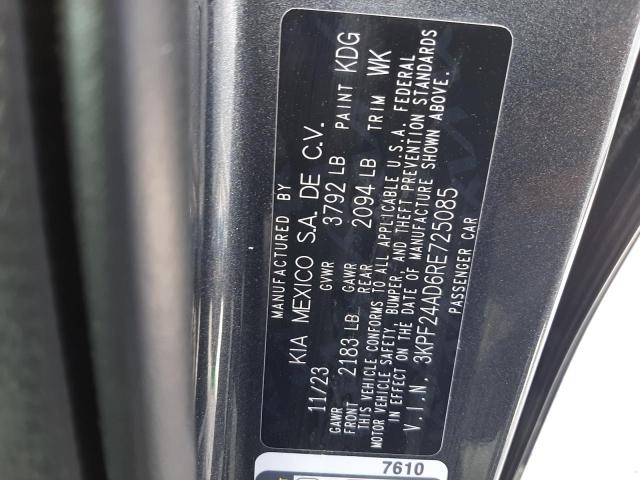 MANUFACTURED BY
KIA MEXICO S.A. DE C.V.
11/23 GVWR 3792 LB PAINT KDG
GAWR FRONT 2183 LB GAWR REAR 2094 LB TRIM WK
THIS VEHICLE CONFORMS TO ALL APPLICABLE U.S.A. FEDERAL
MOTOR VEHICLE SAFETY, BUMPER, AND THEFT PREVENTION STANDARDS
IN EFFECT ON THE DATE OF MANUFACTURE SHOWN ABOVE.
V.I.N. 3KPF24AD6RE725085
PASSENGER CAR
7610